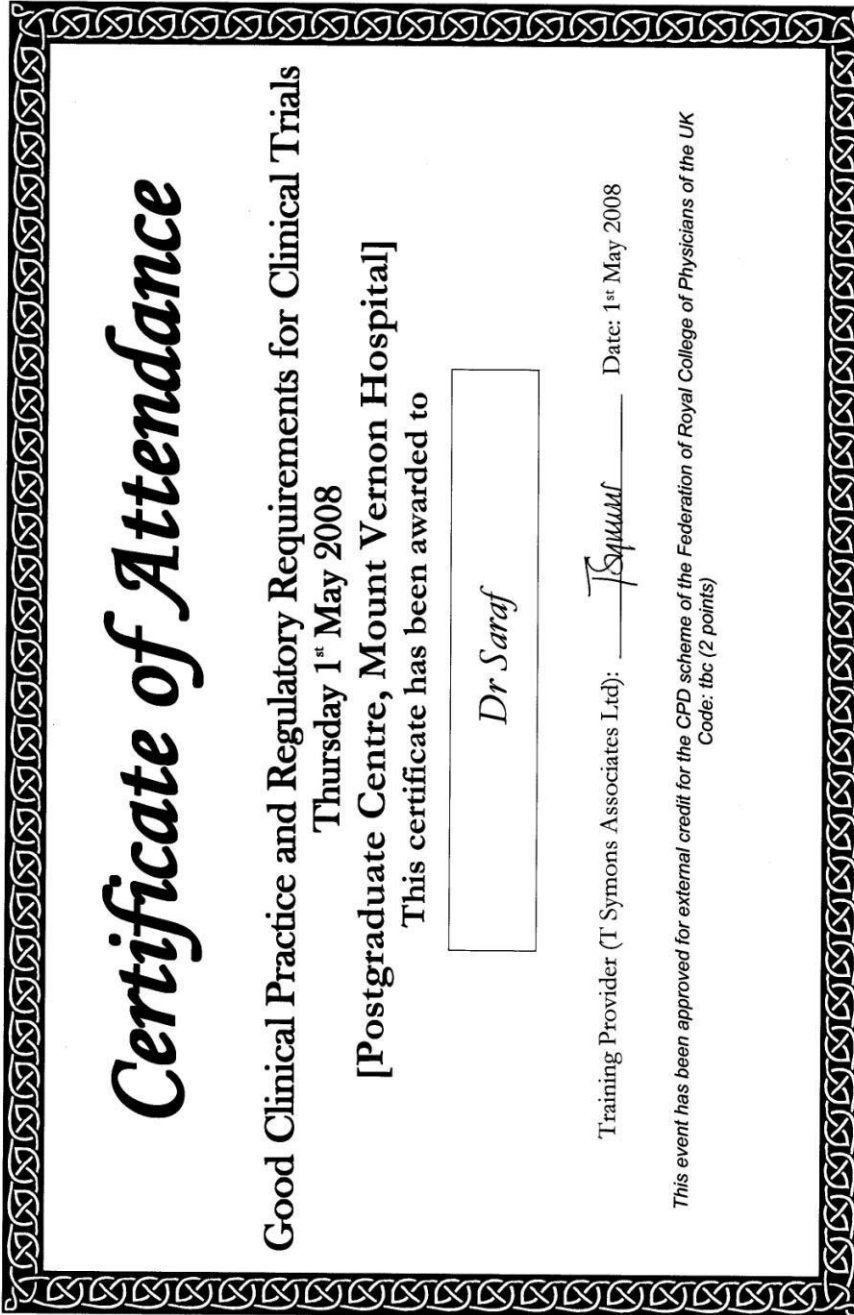 Certificate of Attendance
Good Clinical Practice and Regulatory Requirements for Clinical Trials
Thursday 1st May 2008
[Postgraduate Centre, Mount Vernon Hospital]
This certificate has been awarded to
Dr Saraf
Training Provider (T Symons Associates Ltd): TSymons Date: 1st May 2008
This event has been approved for external credit for the CPD scheme of the Federation of Royal College of Physicians of the UK
Code: tbc (2 points)